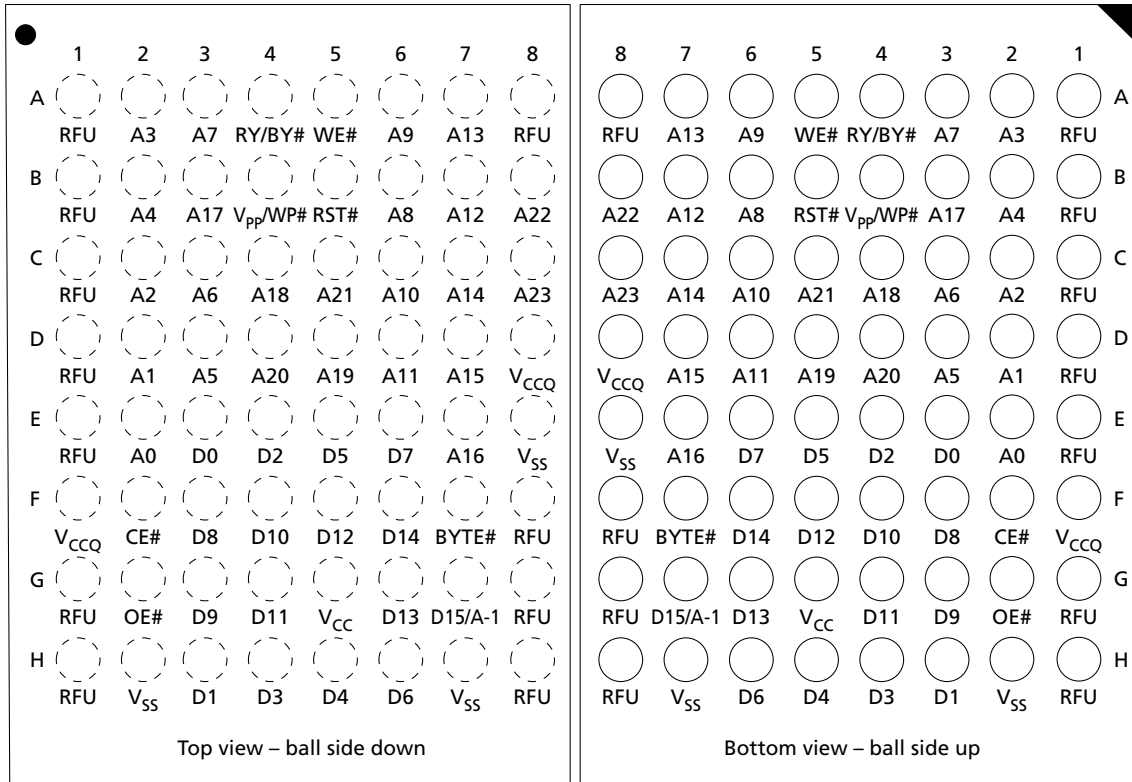 1 2 3 4 5 6 7 8
A
RFU A3 A7 RY/BY# WE# A9 A13 RFU
B
RFU A4 A17 VPP/WP# RST# A8 A12 A22
C
RFU A2 A6 A18 A21 A10 A14 A23
D
RFU A1 A5 A20 A19 A11 A15 VCCQ
E
RFU A0 D0 D2 D5 D7 A16 VSS
F
VCCQ CE# D8 D10 D12 D14 BYTE# RFU
G
RFU OE# D9 D11 VCC D13 D15/A-1 RFU
H
RFU VSS D1 D3 D4 D6 VSS RFU
Top view – ball side down
8 7 6 5 4 3 2 1
A
RFU A13 A9 WE# RY/BY# A7 A3 RFU
B
A22 A12 A8 RST# VPP/WP# A17 A4 RFU
C
A23 A14 A10 A21 A18 A6 A2 RFU
D
VCCQ A15 A11 A19 A20 A5 A1 RFU
E
VSS A16 D7 D5 D2 D0 A0 RFU
F
RFU BYTE# D14 D12 D10 D8 CE# VCCQ
G
RFU D15/A-1 D13 VCC D11 D9 OE# RFU
H
RFU VSS D6 D4 D3 D1 VSS RFU
Bottom view – ball side up